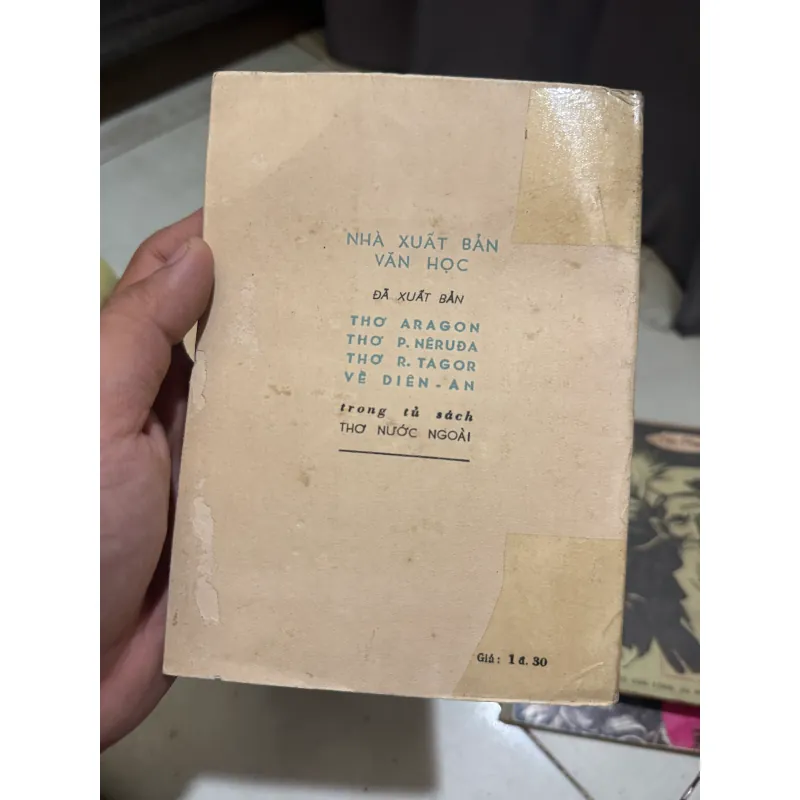 NHÀ XUẤT BẢN
VĂN HỌC
ĐÃ XUẤT BẢN
THƠ ARAGON
THƠ P. NÊRUĐA
THƠ R. TAGOR
VỀ DIÊN - AN
trong tủ sách
THƠ NƯỚC NGOÀI
Giá : 1 đ. 30